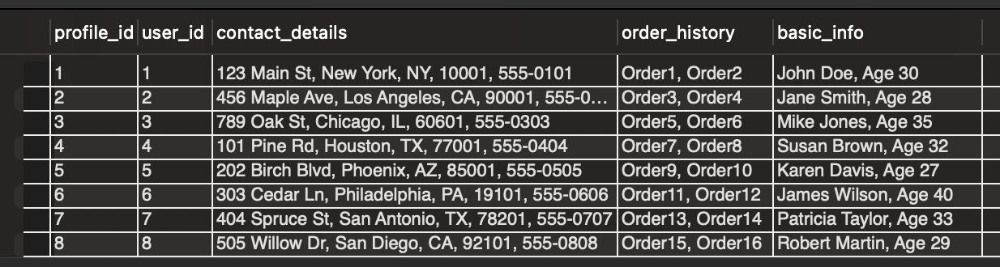 profile_id user_id contact_details order_history basic_info
1 1 123 Main St, New York, NY, 10001, 555-0101 Order1, Order2 John Doe, Age 30
2 2 456 Maple Ave, Los Angeles, CA, 90001, 555-0... Order3, Order4 Jane Smith, Age 28
3 3 789 Oak St, Chicago, IL, 60601, 555-0303 Order5, Order6 Mike Jones, Age 35
4 4 101 Pine Rd, Houston, TX, 77001, 555-0404 Order7, Order8 Susan Brown, Age 32
5 5 202 Birch Blvd, Phoenix, AZ, 85001, 555-0505 Order9, Order10 Karen Davis, Age 27
6 6 303 Cedar Ln, Philadelphia, PA, 19101, 555-0606 Order11, Order12 James Wilson, Age 40
7 7 404 Spruce St, San Antonio, TX, 78201, 555-0707 Order13, Order14 Patricia Taylor, Age 33
8 8 505 Willow Dr, San Diego, CA, 92101, 555-0808 Order15, Order16 Robert Martin, Age 29